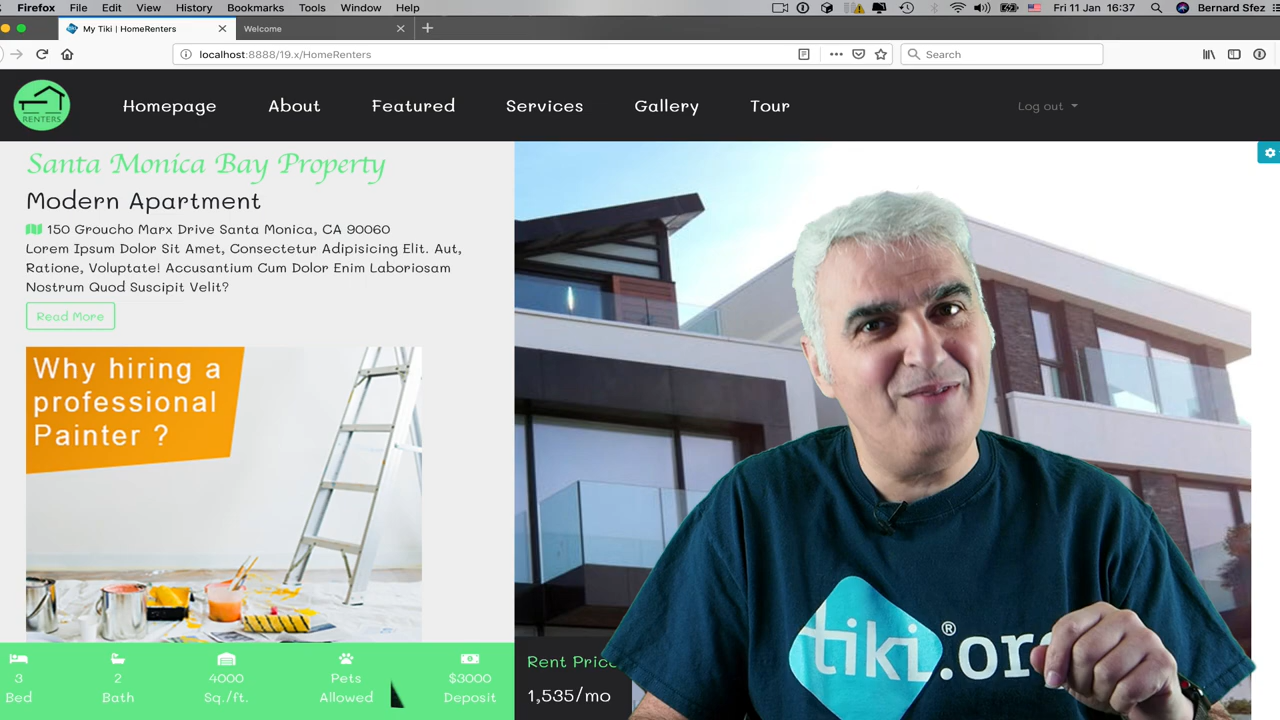 Firefox File Edit View History Bookmarks Tools Window Help Fri 11 Jan 16:37 Bernard Sfez
My Tiki | HomeRenters Welcome
localhost:8888/19.x/HomeRenters Search
RENTERS Homepage About Featured Services Gallery Tour Log out
Santa Monica Bay Property
Modern Apartment
150 Groucho Marx Drive Santa Monica, CA 90060
Lorem Ipsum Dolor Sit Amet, Consectetur Adipisicing Elit. Aut,
Ratione, Voluptate! Accusantium Cum Dolor Enim Laboriosam
Nostrum Quod Suscipit Velit?
Read More
Why hiring a
professional
Painter ?
3 2 4000 Pets $3000
Bed Bath Sq./ft. Allowed Deposit
Rent Price
1,535/mo
tiki®.org